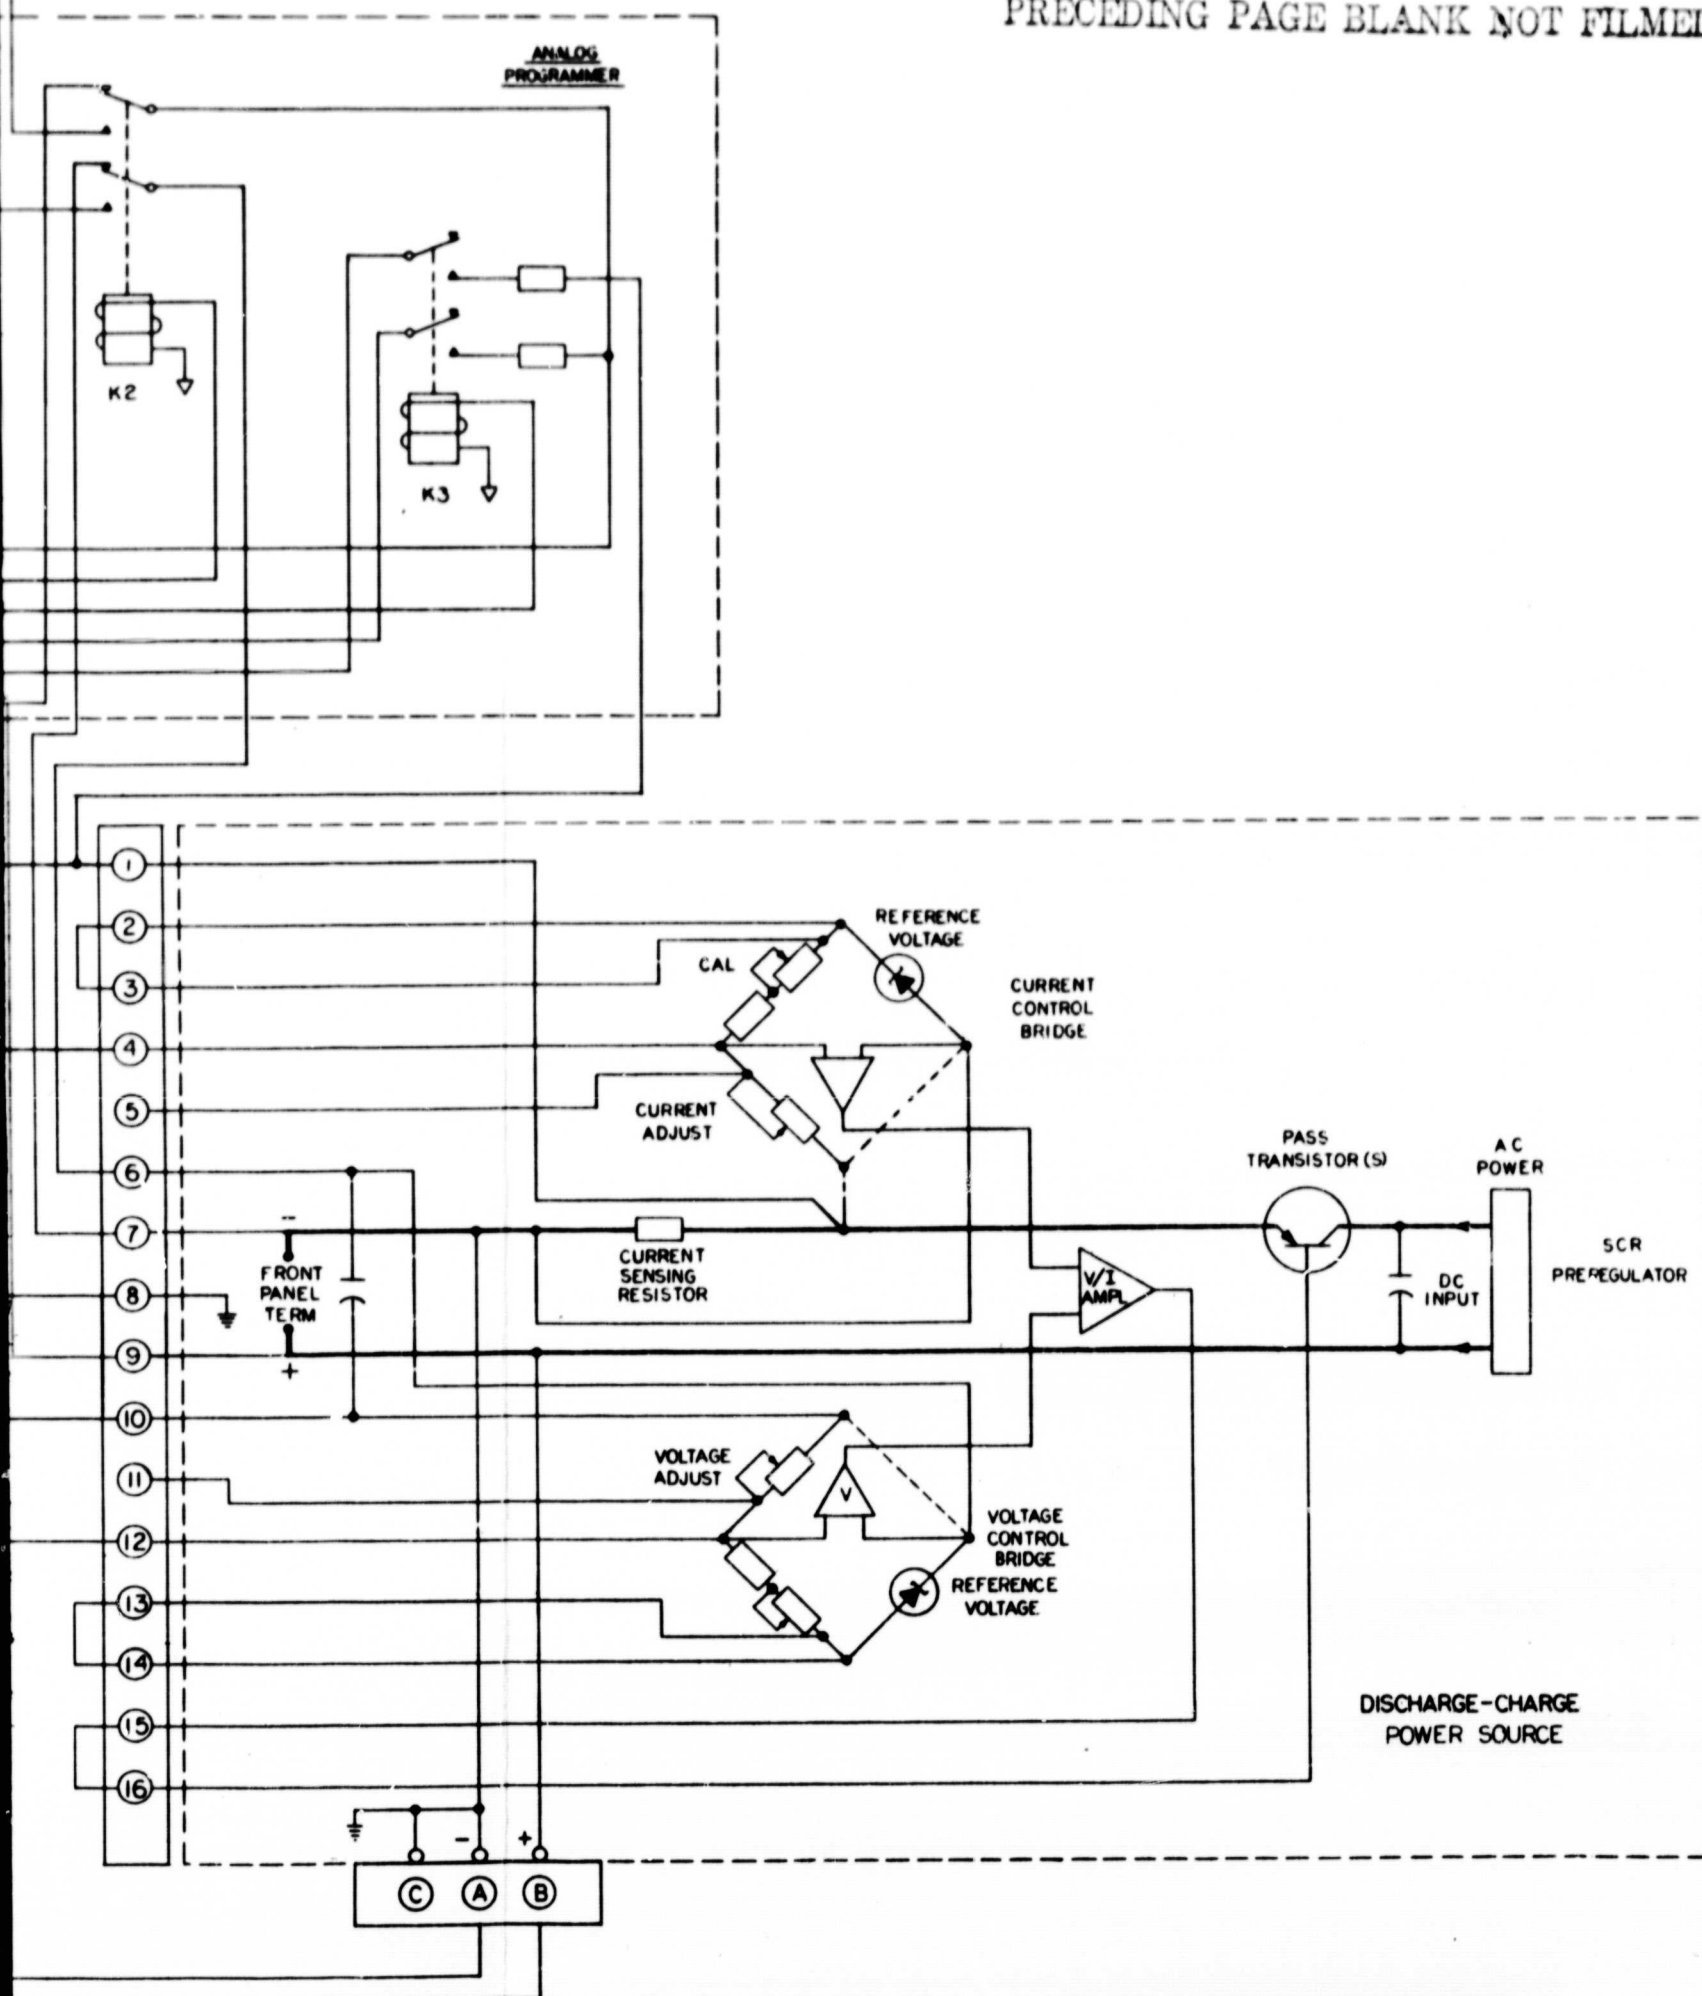 PRECEDING PAGE BLANK NOT FILMED
ANALOG
PROGRAMMER
K2
K3
1
2
3
4
5
6
7
8
9
10
11
12
13
14
15
16
REFERENCE
VOLTAGE
CAL
CURRENT
CONTROL
BRIDGE
CURRENT
ADJUST
PASS
TRANSISTOR(S)
AC
POWER
-
FRONT
PANEL
TERM
+
CURRENT
SENSING
RESISTOR
V/I
AMPL
DC
INPUT
SCR
PREREGULATOR
VOLTAGE
ADJUST
V
VOLTAGE
CONTROL
BRIDGE
REFERENCE
VOLTAGE
DISCHARGE-CHARGE
POWER SOURCE
- +
C A B